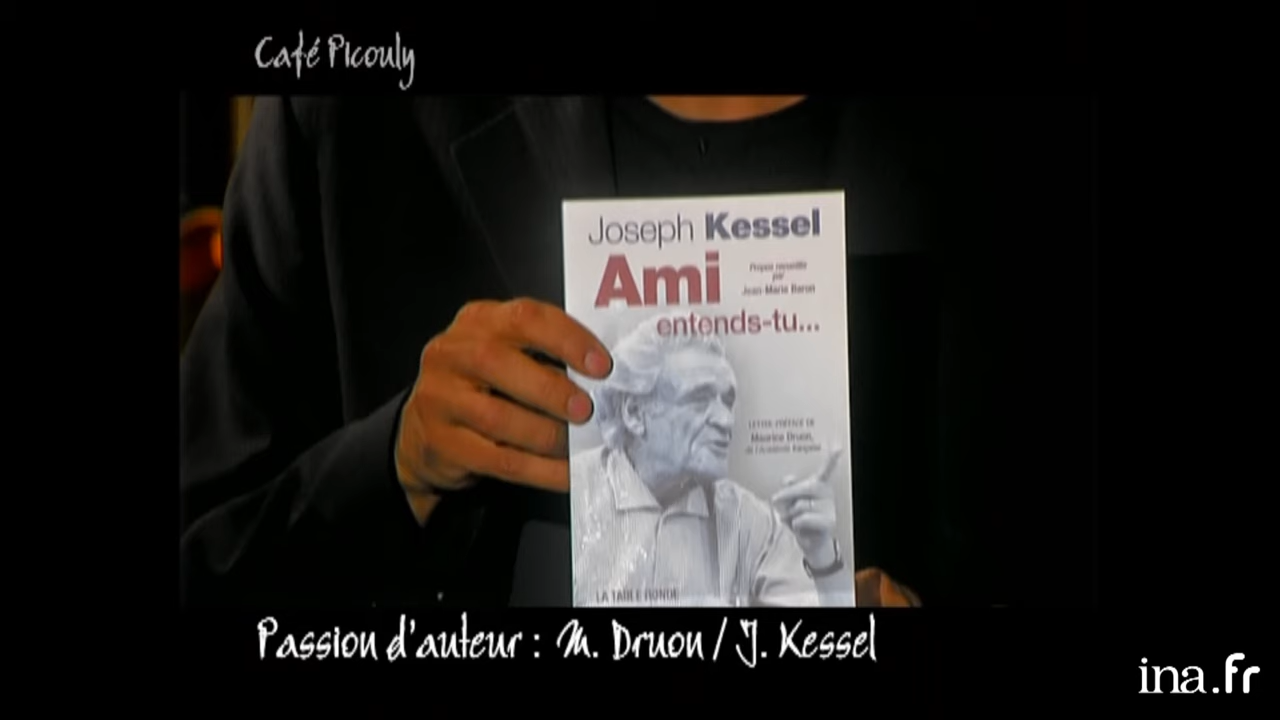 Café Picouly
Joseph Kessel
Ami
Propos recueillis
par
Jean-Marie Baron
entends-tu...
LETTRE-PRÉFACE DE
Maurice Druon,
de l'Académie française
LA TABLE RONDE
Passion d'auteur : M. Druon / J. Kessel
ina.fr